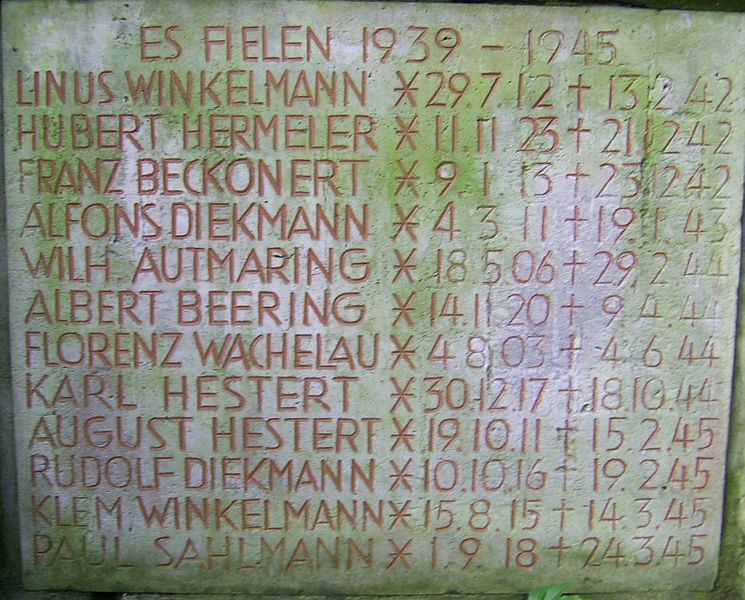 ES FIELEN 1939 - 1945
LINUS WINKELMANN * 29.7.12 † 13.2.42
HUBERT HERMELER * 11.11.23 † 21.12.42
FRANZ BECKONERT * 9.1.13 † 23.12.42
ALFONS DIEKMANN * 4.3.11 † 19.1.43
WILH. AUTMARING * 18.5.06 † 29.2.44
ALBERT BEERING * 14.11.20 † 9.4.44
FLORENZ WACHELAU * 4.8.03 † 4.6.44
KARL HESTERT * 30.12.17 † 18.10.44
AUGUST HESTERT * 19.10.11 † 15.2.45
RUDOLF DIEKMANN * 10.10.16 † 19.2.45
KLEM. WINKELMANN * 15.8.15 † 14.3.45
PAUL SAHLMANN * 1.9.18 † 24.3.45